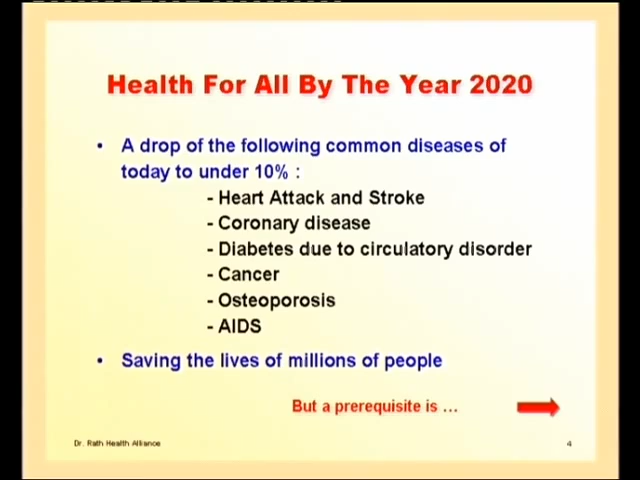 Health For All By The Year 2020
• A drop of the following common diseases of
today to under 10% :
- Heart Attack and Stroke
- Coronary disease
- Diabetes due to circulatory disorder
- Cancer
- Osteoporosis
- AIDS
• Saving the lives of millions of people
But a prerequisite is ...
Dr. Rath Health Alliance
4